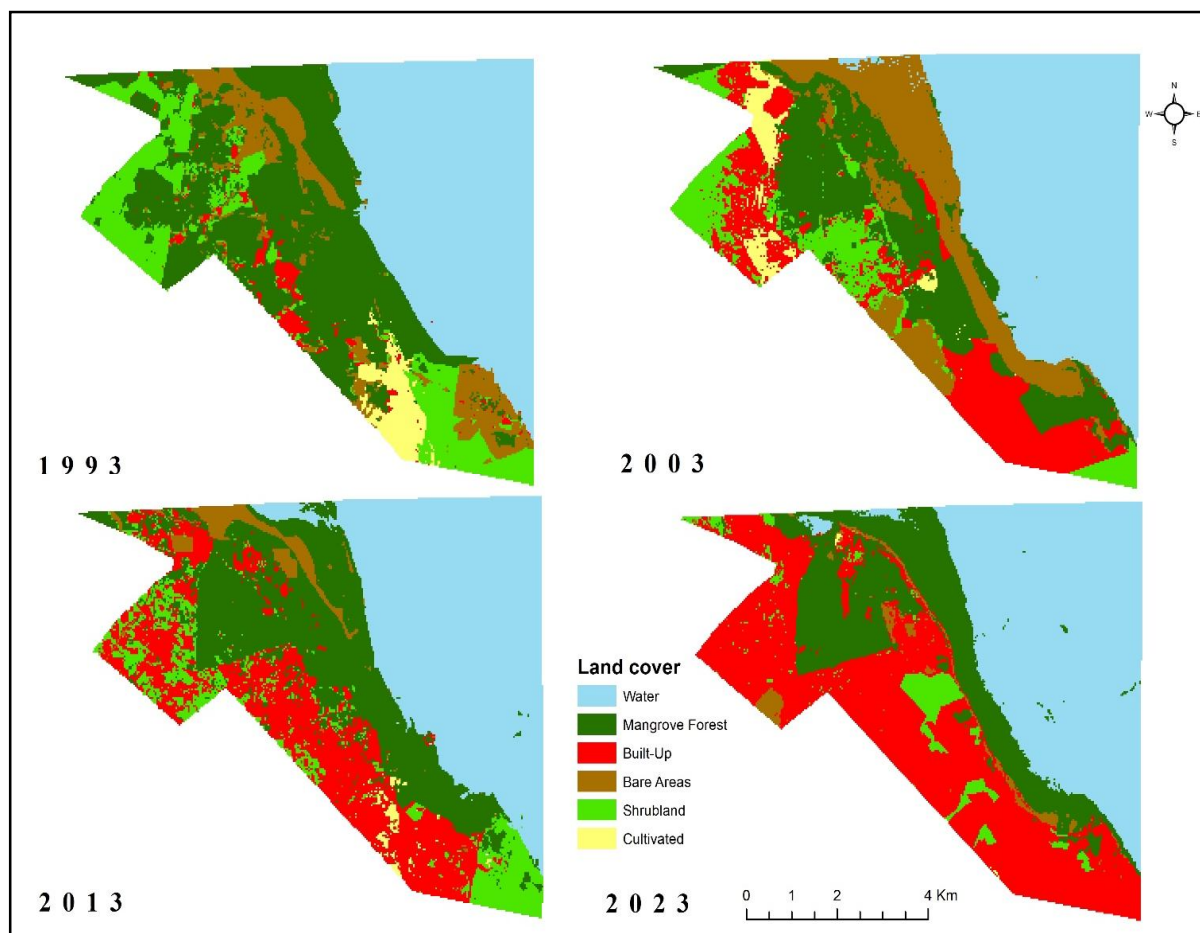 N
W E
S
1 9 9 3
2 0 0 3
Land cover
Water
Mangrove Forest
Built-Up
Bare Areas
Shrubland
Cultivated
2 0 1 3
2 0 2 3
0 1 2 4 Km